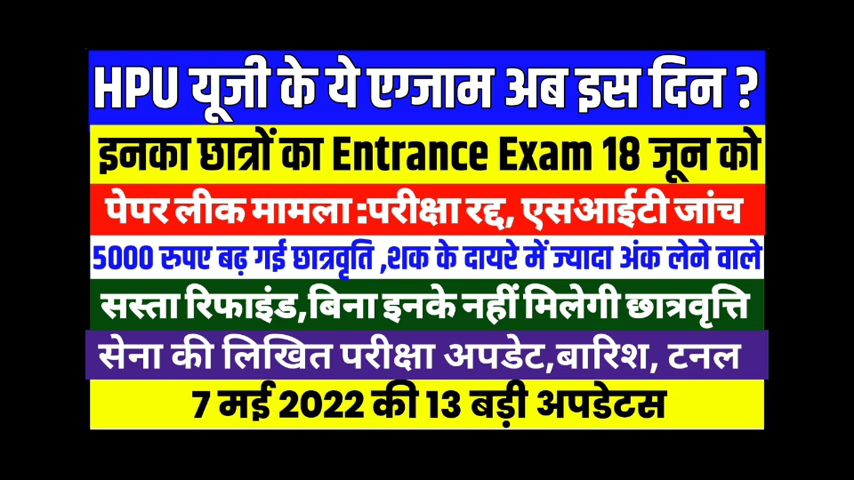 HPU यूजी के ये एग्जाम अब इस दिन ?
इनका छात्रों का Entrance Exam 18 जून को
पेपर लीक मामला :परीक्षा रद्द, एसआईटी जांच
5000 रुपए बढ़ गई छात्रवृति ,शक के दायरे में ज्यादा अंक लेने वाले
सस्ता रिफाइंड,बिना इनके नहीं मिलेगी छात्रवृत्ति
सेना की लिखित परीक्षा अपडेट,बारिश, टनल
7 मई 2022 की 13 बड़ी अपडेटस